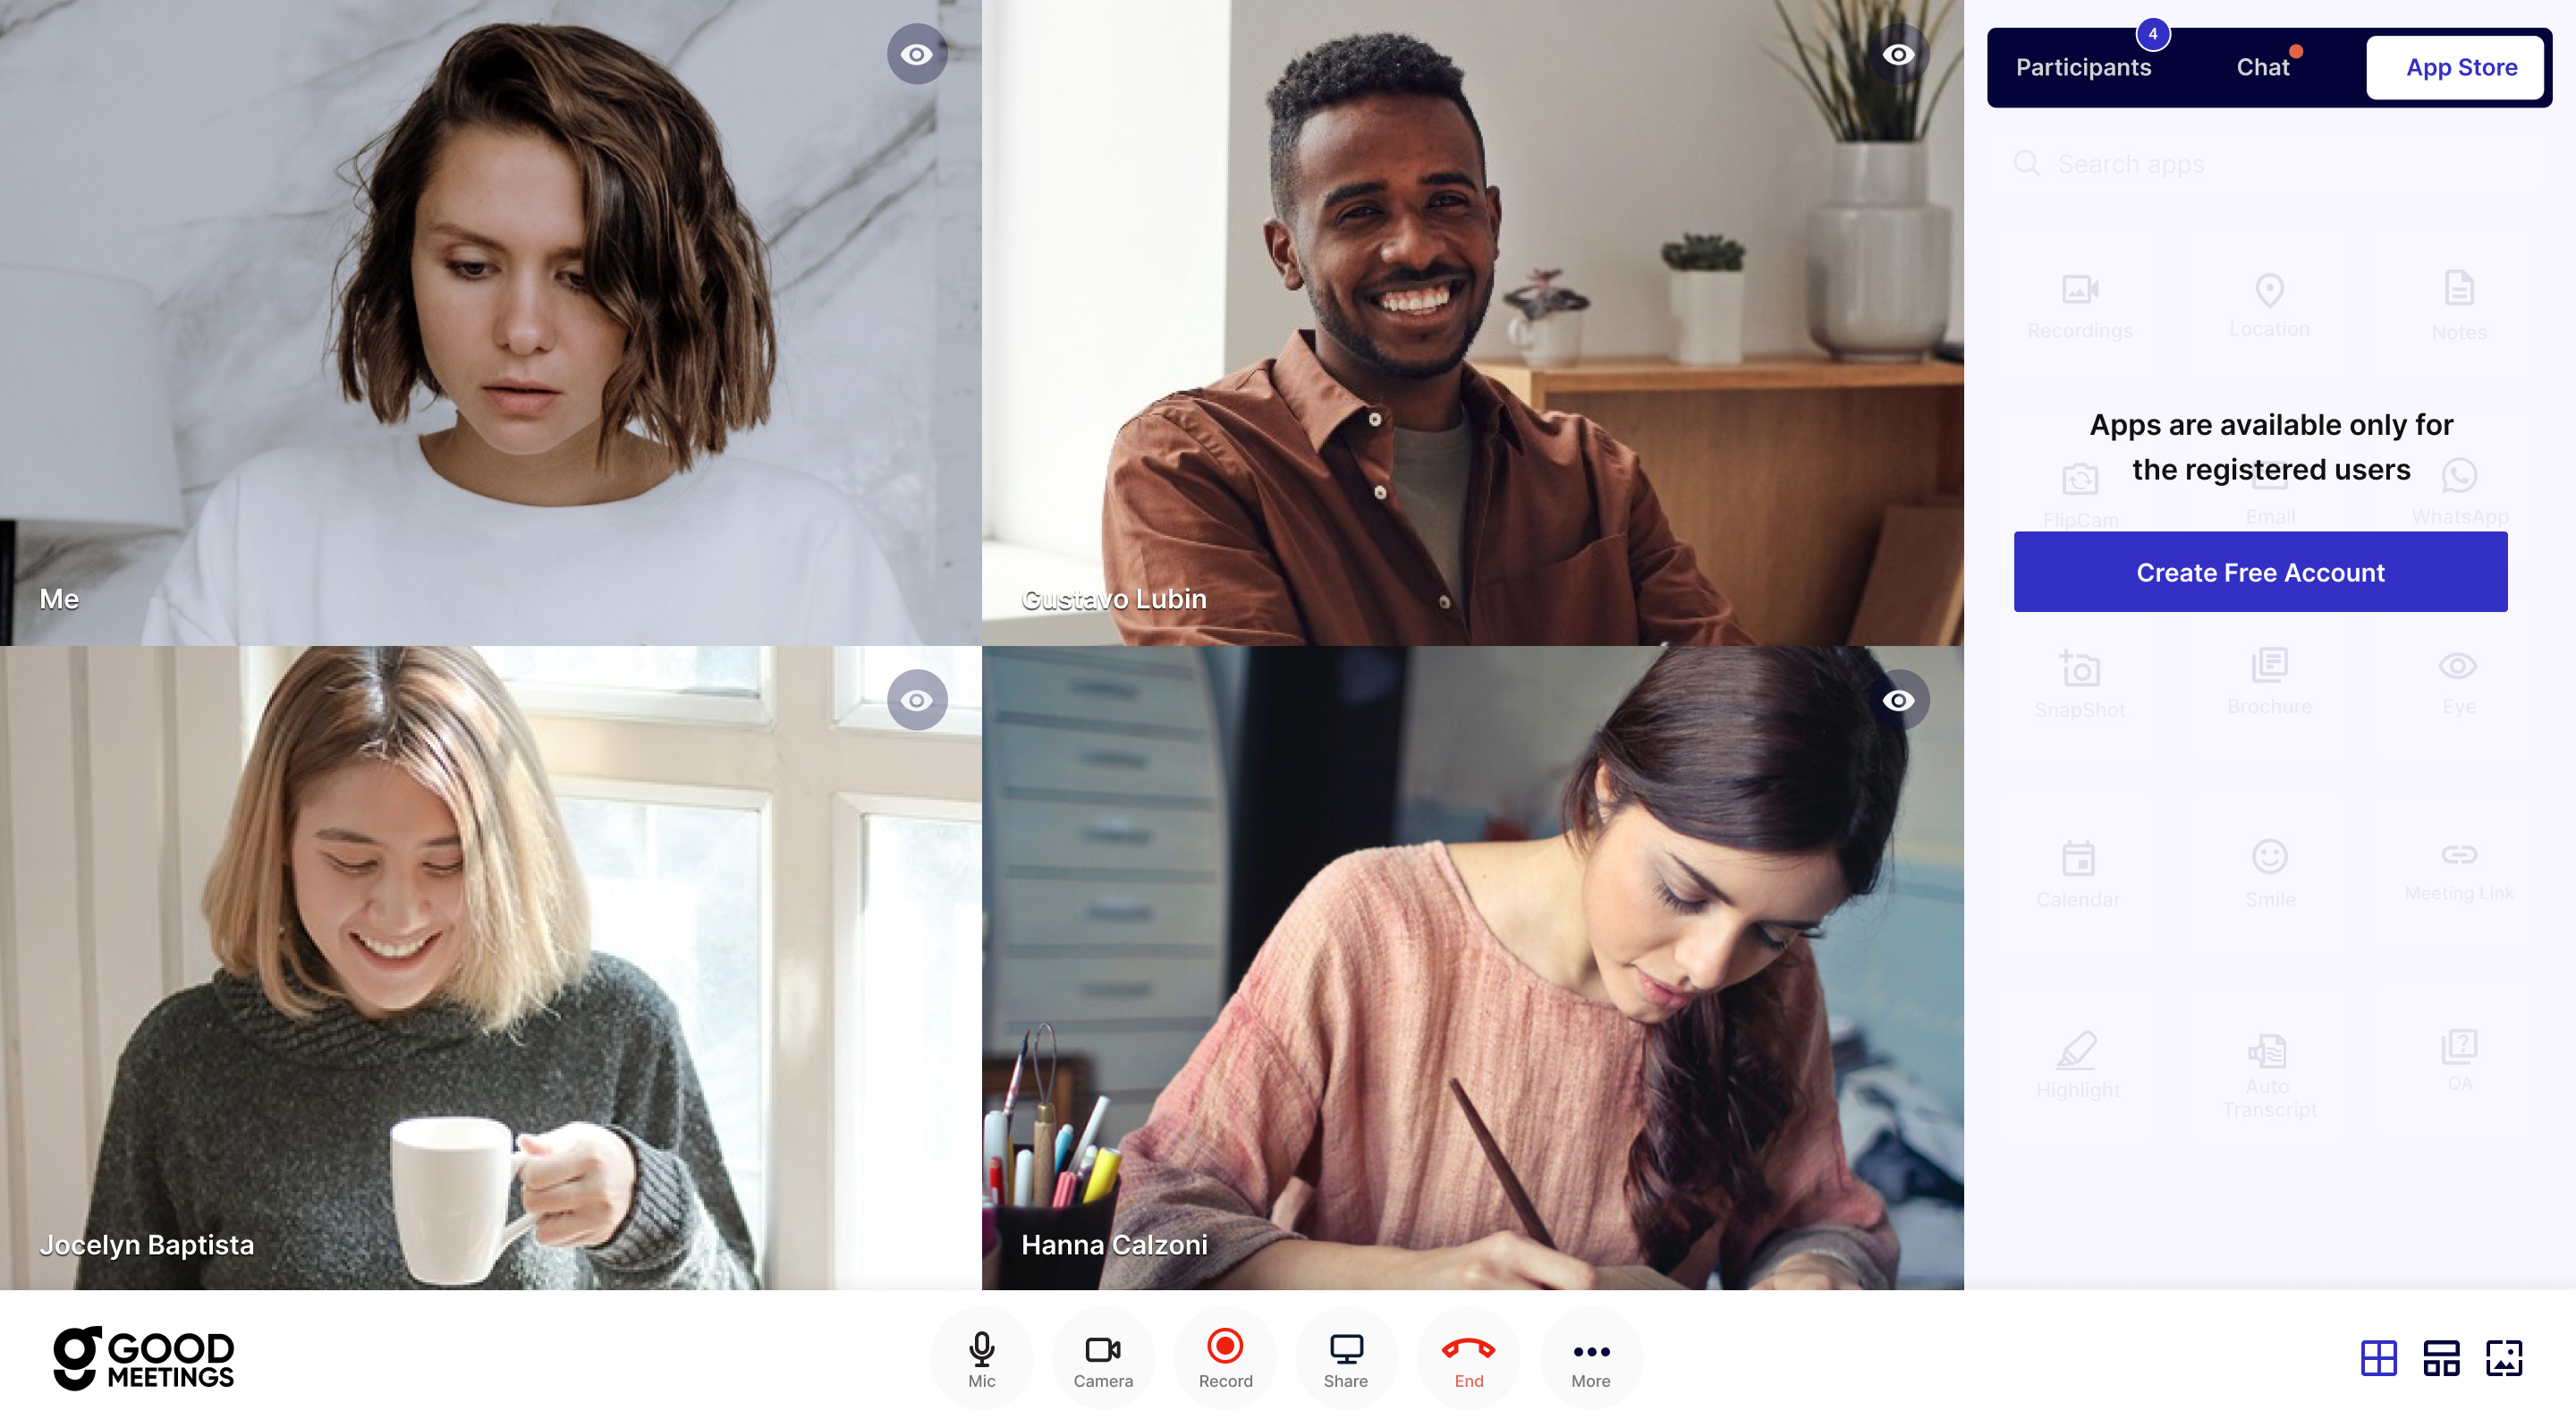 Me
Gustavo Lubin
Jocelyn Baptista
Hanna Calzoni
4
Participants
Chat
App Store
Search apps
Recordings
Location
Notes
Apps are available only for
the registered users
FlipCam
Email
WhatsApp
Create Free Account
SnapShot
Brochure
Eye
Calendar
Smile
Meeting Link
Highlight
Auto
Transcript
QA
GOOD
MEETINGS
Mic
Camera
Record
Share
End
More